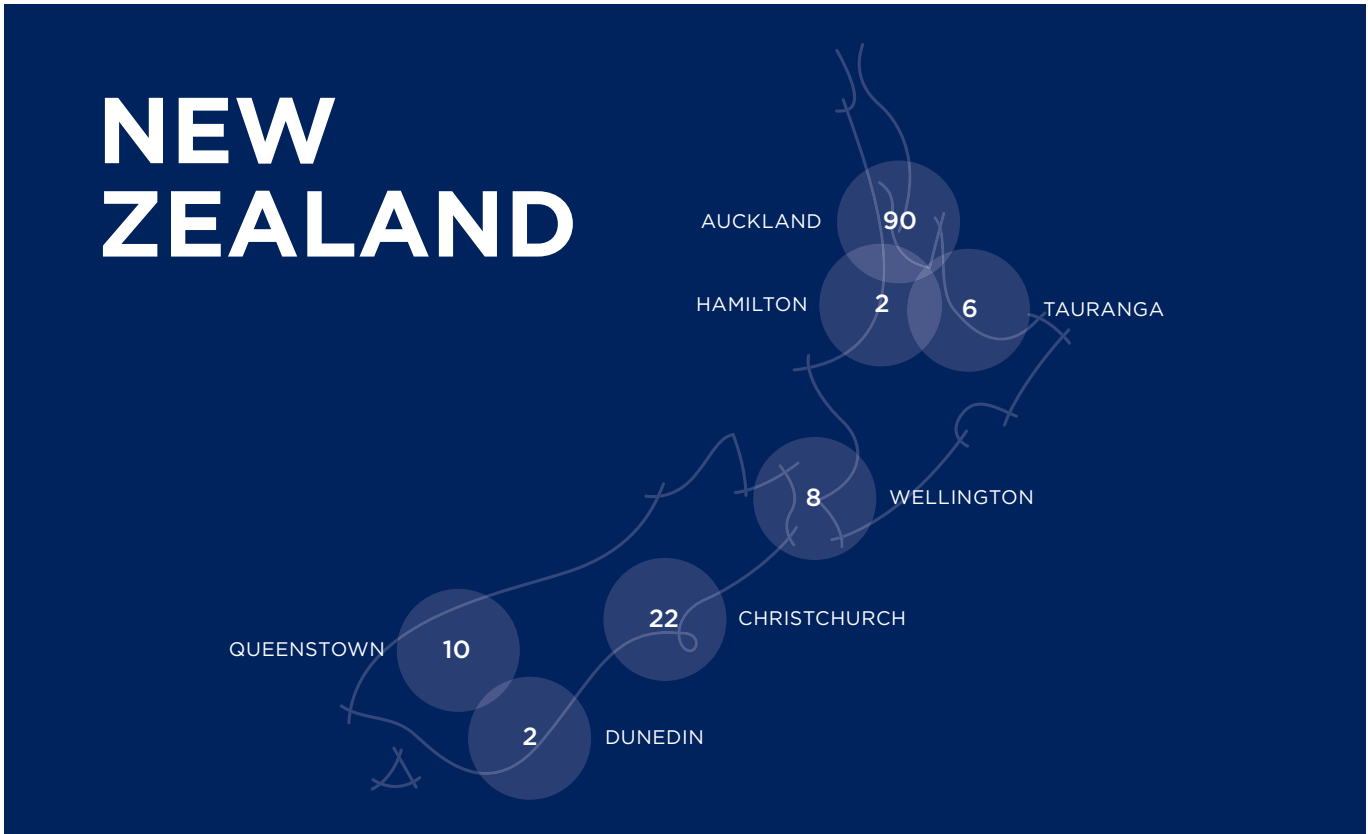 NEW
ZEALAND
AUCKLAND 90
HAMILTON 2
6 TAURANGA
8 WELLINGTON
22 CHRISTCHURCH
QUEENSTOWN 10
2 DUNEDIN